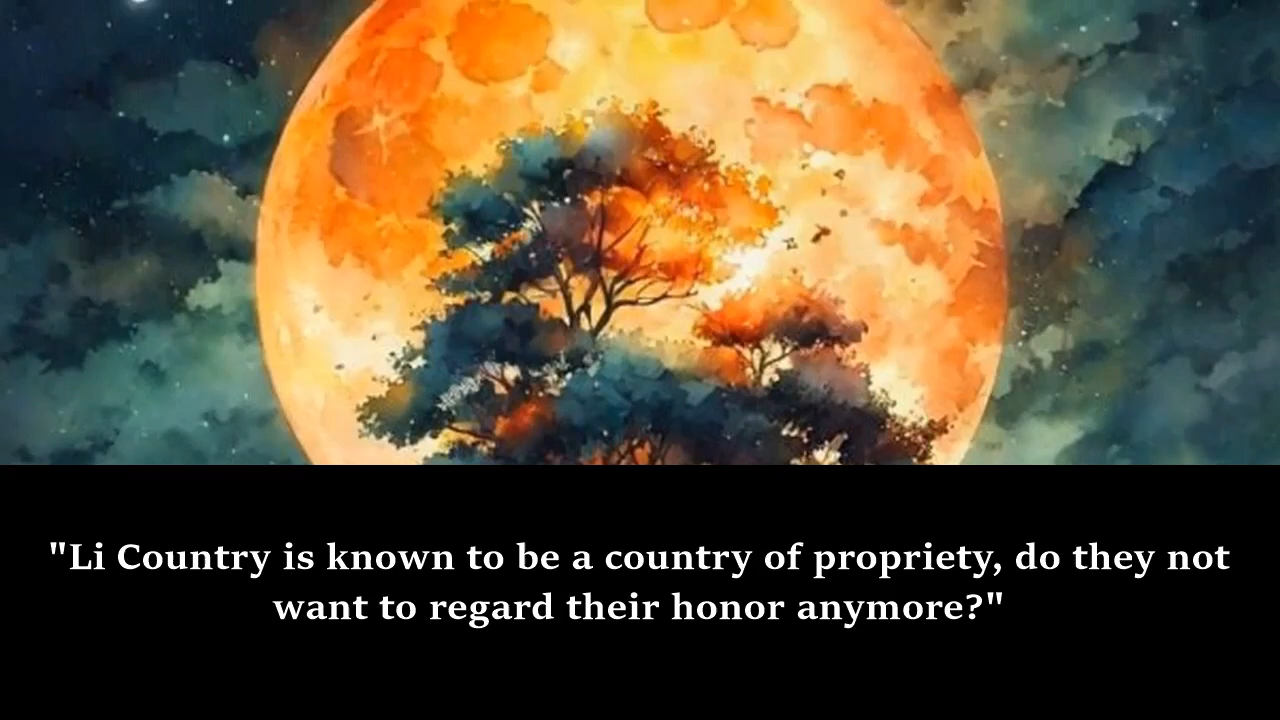 "Li Country is known to be a country of propriety, do they not
want to regard their honor anymore?"